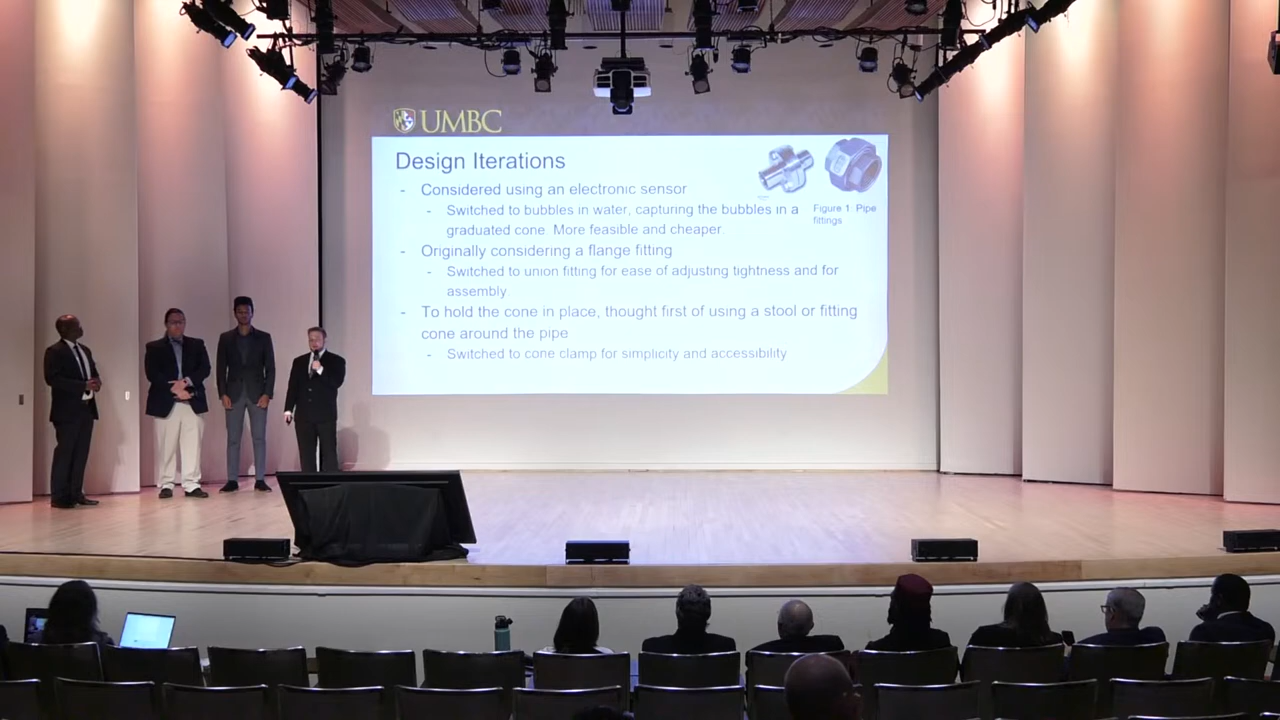 UMBC
Design Iterations
- Considered using an electronic sensor
- Switched to bubbles in water, capturing the bubbles in a
graduated cone. More feasible and cheaper.
- Originally considering a flange fitting
- Switched to union fitting for ease of adjusting tightness and for
assembly.
- To hold the cone in place, thought first of using a stool or fitting
cone around the pipe
- Switched to cone clamp for simplicity and accessibility
Figure 1: Pipe
fittings